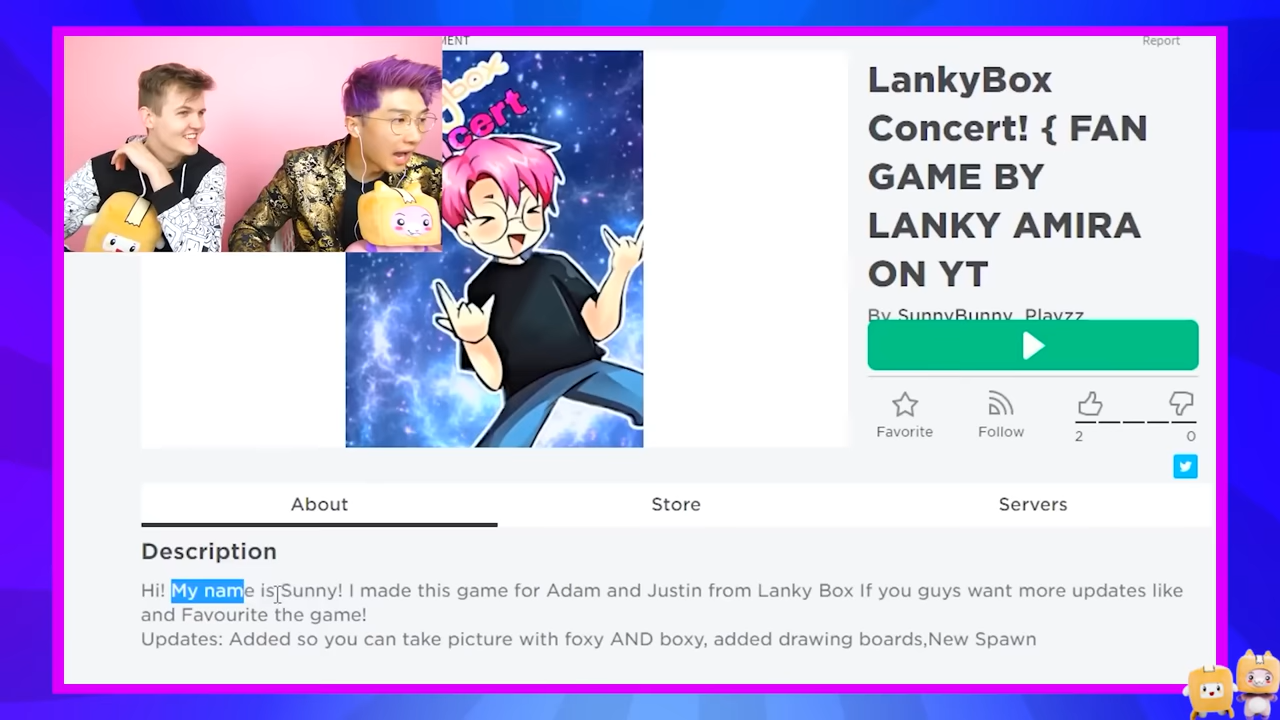 MENT
Report
box
cert
LankyBox
Concert! { FAN
GAME BY
LANKY AMIRA
ON YT
By SunnyBunny_Playzz
Favorite
Follow
2
0
About
Store
Servers
Description
Hi! My name is Sunny! I made this game for Adam and Justin from Lanky Box If you guys want more updates like
and Favourite the game!
Updates: Added so you can take picture with foxy AND boxy, added drawing boards,New Spawn